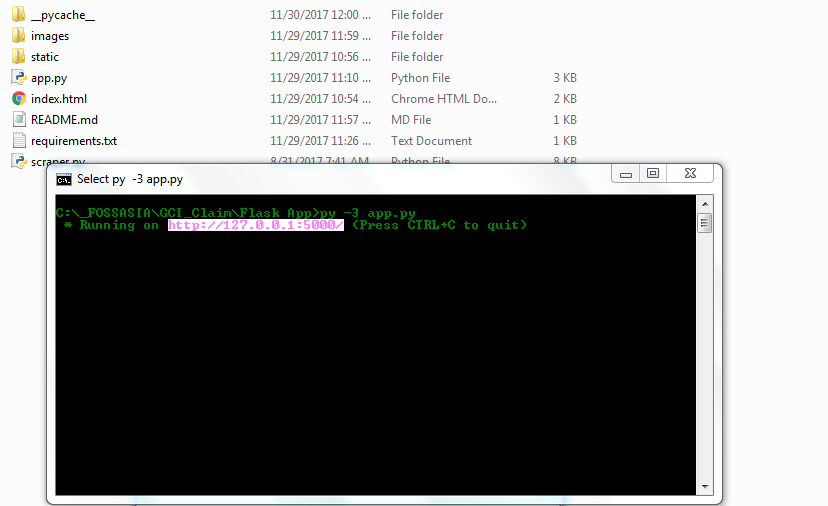 __pycache__ 11/30/2017 12:00 ... File folder
images 11/29/2017 11:59 ... File folder
static 11/29/2017 10:56 ... File folder
app.py 11/29/2017 11:10 ... Python File 3 KB
index.html 11/29/2017 10:54 ... Chrome HTML Do... 2 KB
README.md 11/29/2017 11:57 ... MD File 1 KB
requirements.txt 11/29/2017 11:26 ... Text Document 1 KB
scraper.py 8/31/2017 7:41 AM Python File 8 KB
C:\. Select py -3 app.py
C:\_FOSSASIA\GCI_Claim\Flask App>py -3 app.py
* Running on http://127.0.0.1:5000/ (Press CTRL+C to quit)